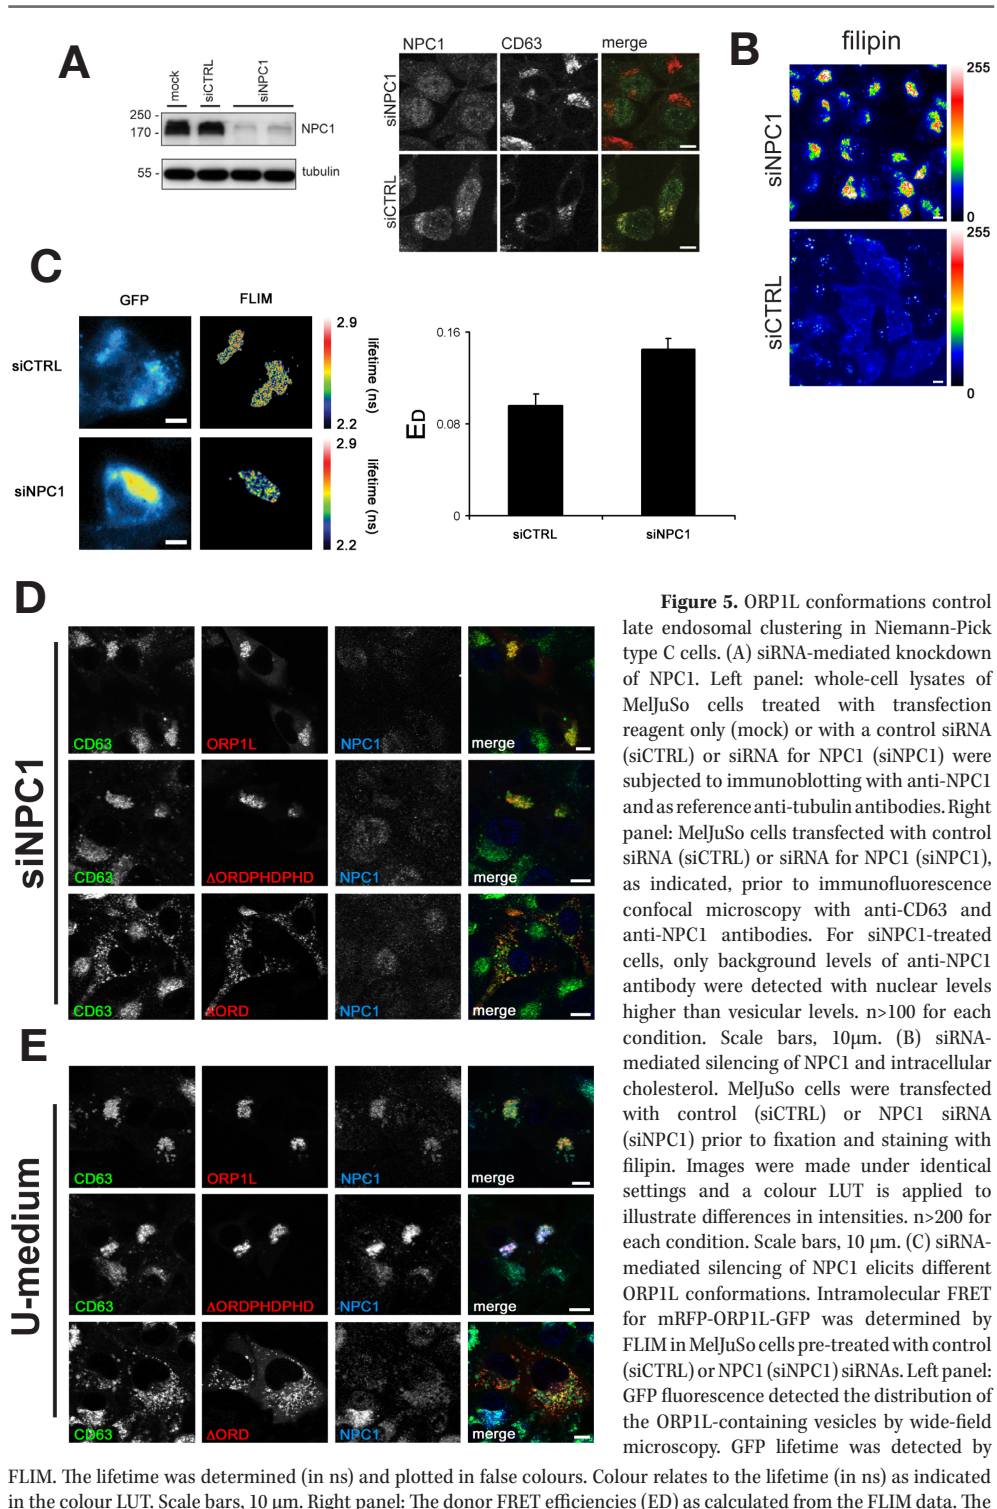 A
mock
siCTRL
siNPC1
250 -
170 -
NPC1
55 -
tubulin
NPC1
CD63
merge
siNPC1
siCTRL
B
filipin
siNPC1
255
0
siCTRL
255
0
C
GFP
FLIM
siCTRL
2.9
lifetime (ns)
2.2
siNPC1
2.9
lifetime (ns)
2.2
ED
0.16
0.08
0
siCTRL
siNPC1
D
siNPC1
CD63
ORP1L
NPC1
merge
CD63
ΔORDPHDPHD
NPC1
merge
CD63
ΔORD
NPC1
merge
E
U-medium
CD63
ORP1L
NPC1
merge
CD63
ΔORDPHDPHD
NPC1
merge
CD63
ΔORD
NPC1
merge
Figure 5. ORP1L conformations control
late endosomal clustering in Niemann-Pick
type C cells. (A) siRNA-mediated knockdown
of NPC1. Left panel: whole-cell lysates of
MelJuSo cells treated with transfection
reagent only (mock) or with a control siRNA
(siCTRL) or siRNA for NPC1 (siNPC1) were
subjected to immunoblotting with anti-NPC1
and as reference anti-tubulin antibodies. Right
panel: MelJuSo cells transfected with control
siRNA (siCTRL) or siRNA for NPC1 (siNPC1),
as indicated, prior to immunofluorescence
confocal microscopy with anti-CD63 and
anti-NPC1 antibodies. For siNPC1-treated
cells, only background levels of anti-NPC1
antibody were detected with nuclear levels
higher than vesicular levels. n>100 for each
condition. Scale bars, 10μm. (B) siRNA-
mediated silencing of NPC1 and intracellular
cholesterol. MelJuSo cells were transfected
with control (siCTRL) or NPC1 siRNA
(siNPC1) prior to fixation and staining with
filipin. Images were made under identical
settings and a colour LUT is applied to
illustrate differences in intensities. n>200 for
each condition. Scale bars, 10 μm. (C) siRNA-
mediated silencing of NPC1 elicits different
ORP1L conformations. Intramolecular FRET
for mRFP-ORP1L-GFP was determined by
FLIM in MelJuSo cells pre-treated with control
(siCTRL) or NPC1 (siNPC1) siRNAs. Left panel:
GFP fluorescence detected the distribution of
the ORP1L-containing vesicles by wide-field
microscopy. GFP lifetime was detected by
FLIM. The lifetime was determined (in ns) and plotted in false colours. Colour relates to the lifetime (in ns) as indicated
in the colour LUT. Scale bars, 10 μm. Right panel: The donor FRET efficiencies (ED) as calculated from the FLIM data. The